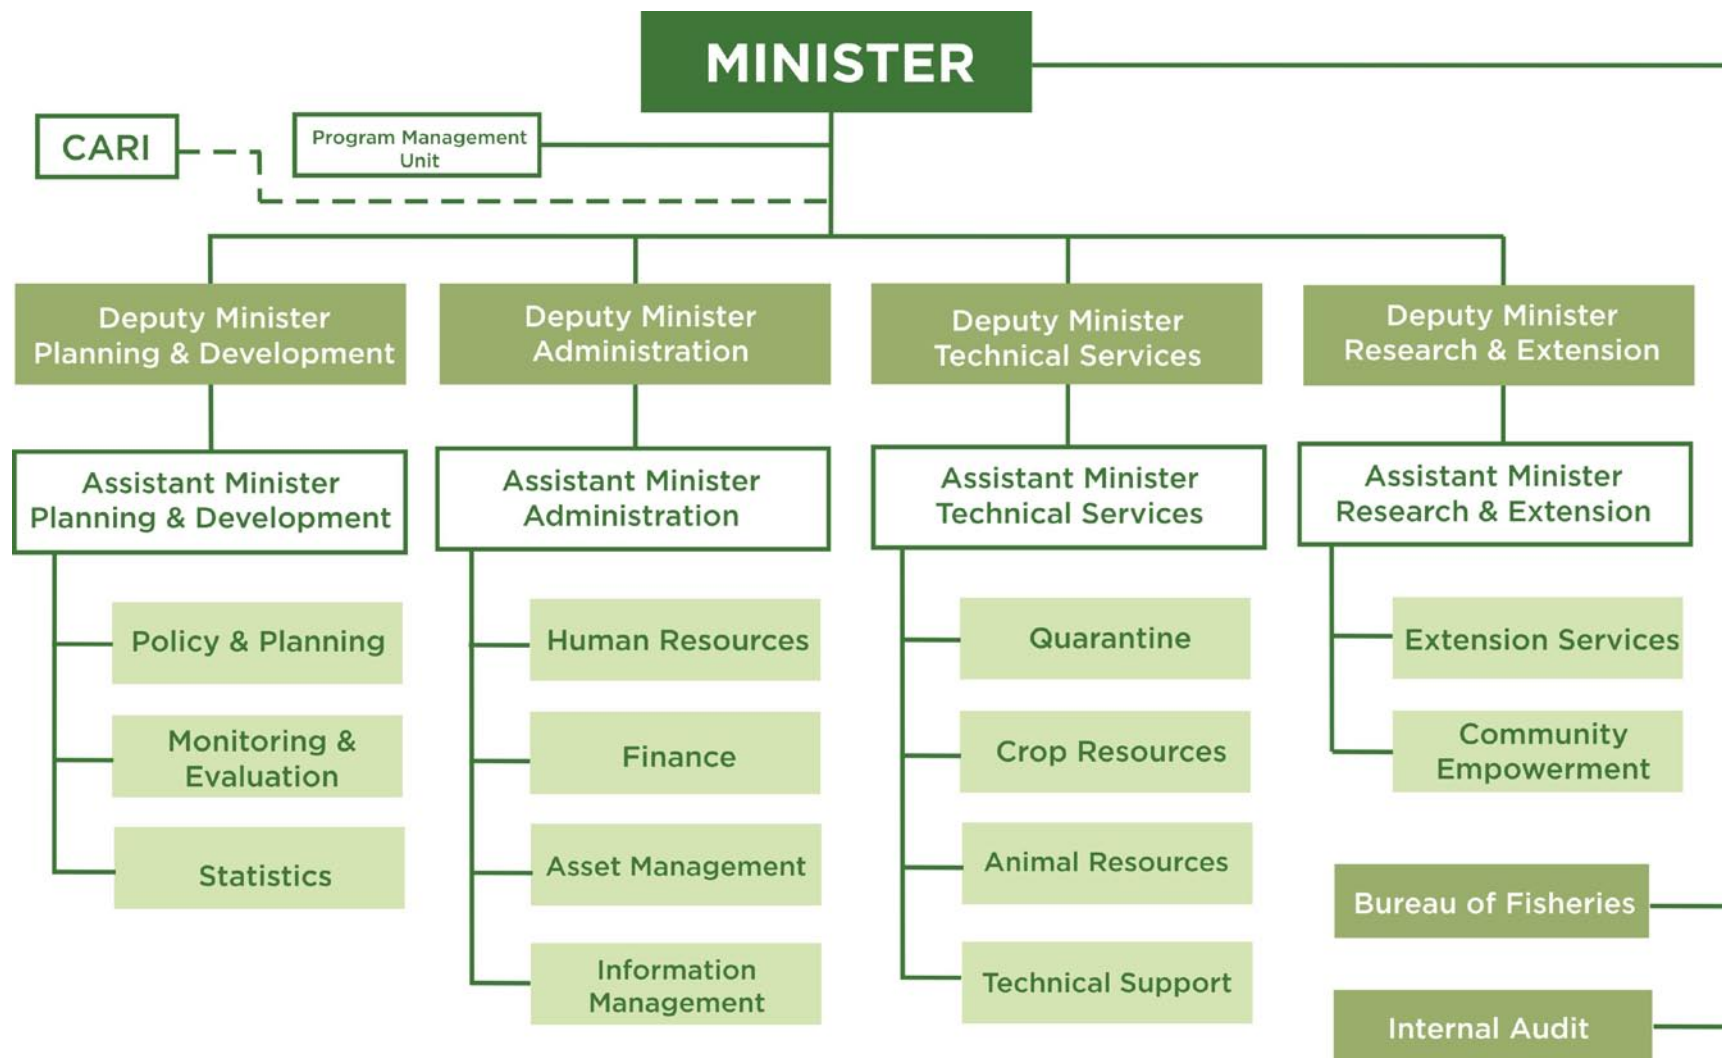 MINISTER
CARI
Program Management
Unit
Deputy Minister
Planning & Development
Deputy Minister
Administration
Deputy Minister
Technical Services
Deputy Minister
Research & Extension
Assistant Minister
Planning & Development
Assistant Minister
Administration
Assistant Minister
Technical Services
Assistant Minister
Research & Extension
Policy & Planning
Monitoring &
Evaluation
Statistics
Human Resources
Finance
Asset Management
Information
Management
Quarantine
Crop Resources
Animal Resources
Technical Support
Extension Services
Community
Empowerment
Bureau of Fisheries
Internal Audit